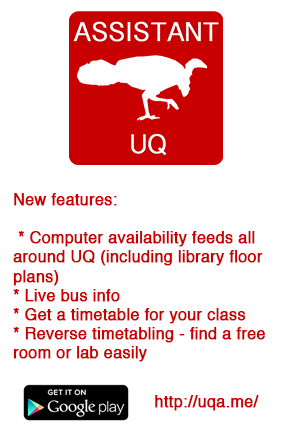 ASSISTANT
UQ
New features:
* Computer availability feeds all
around UQ (including library floor
plans)
* Live bus info
* Get a timetable for your class
* Reverse timetabling - find a free
room or lab easily
GET IT ON
Google play
http://uqa.me/